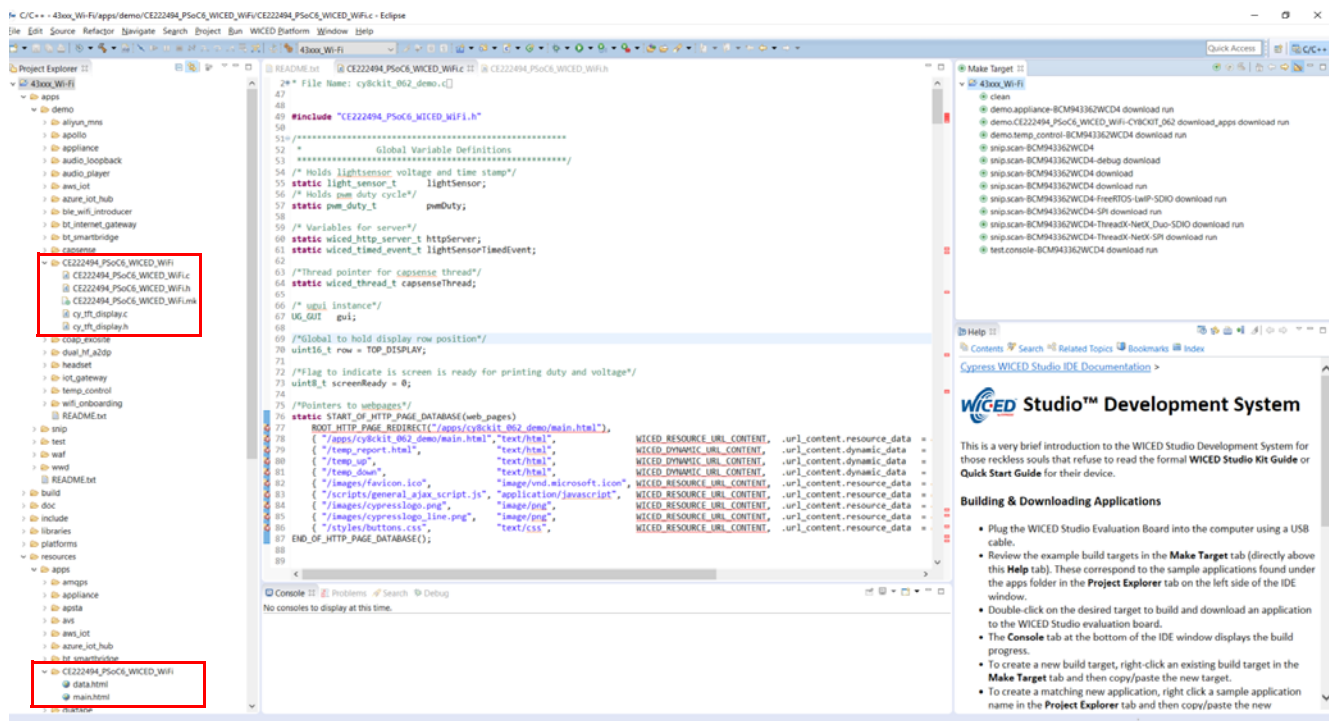 C/C++ - 43xxx_Wi-Fi/apps/demo/CE222494_PSoC6_WICED_WiFi/CE222494_PSoC6_WICED_WiFi.c - Eclipse
File Edit Source Refactor Navigate Search Project Run WICED Platform Window Help
43xxx_Wi-Fi
Quick Access
C/C++
Project Explorer
43xxx_Wi-Fi
apps
demo
aliyun_mns
apollo
appliance
audio_loopback
audio_player
aws_iot
azure_iot_hub
ble_wifi_introducer
bt_internet_gateway
bt_smartbridge
capsense
CE222494_PSoC6_WICED_WiFi
CE222494_PSoC6_WICED_WiFi.c
CE222494_PSoC6_WICED_WiFi.h
CE222494_PSoC6_WICED_WiFi.mk
cy_tft_display.c
cy_tft_display.h
coap_exosite
dual_hf_a2dp
headset
iot_gateway
temp_control
wifi_onboarding
README.txt
snip
test
waf
wwd
README.txt
build
doc
include
libraries
platforms
resources
apps
amqps
appliance
apsta
avs
aws_iot
azure_iot_hub
bt_smartbridge
CE222494_PSoC6_WICED_WiFi
data.html
main.html
README.txt CE222494_PSoC6_WICED_WiFi.c CE222494_PSoC6_WICED_WiFi.h
2** File Name: cy8ckit_062_demo.c
47
48
49 #include "CE222494_PSoC6_WICED_WiFi.h"
50
51 /******************************************************
52 * Global Variable Definitions
53 ******************************************************/
54 /* Holds lightsensor voltage and time stamp*/
55 static light_sensor_t lightSensor;
56 /* Holds pwm duty cycle*/
57 static pwm_duty_t pwmDuty;
58
59 /* Variables for server*/
60 static wiced_http_server_t httpServer;
61 static wiced_timed_event_t lightSensorTimedEvent;
62
63 /*Thread pointer for capsense thread*/
64 static wiced_thread_t capsenseThread;
65
66 /* ugui instance*/
67 UG_GUI gui;
68
69 /*Global to hold display row position*/
70 uint16_t row = TOP_DISPLAY;
71
72 /*Flag to indicate is screen is ready for printing duty and voltage*/
73 uint8_t screenReady = 0;
74
75 /*Pointers to webpages*/
76 static START_OF_HTTP_PAGE_DATABASE(web_pages)
77 ROOT_HTTP_PAGE_REDIRECT("/apps/cy8ckit_062_demo/main.html"),
78 { "/apps/cy8ckit_062_demo/main.html","text/html", WICED_RESOURCE_URL_CONTENT, .url_content.resource_data =
79 { "/temp_report.html", "text/html", WICED_DYNAMIC_URL_CONTENT, .url_content.dynamic_data =
80 { "/temp_up", "text/html", WICED_DYNAMIC_URL_CONTENT, .url_content.dynamic_data =
81 { "/temp_down", "text/html", WICED_DYNAMIC_URL_CONTENT, .url_content.dynamic_data =
82 { "/images/favicon.ico", "image/vnd.microsoft.icon", WICED_RESOURCE_URL_CONTENT, .url_content.resource_data =
83 { "/scripts/general_ajax_script.js", "application/javascript", WICED_RESOURCE_URL_CONTENT, .url_content.resource_data =
84 { "/images/cypresslogo.png", "image/png", WICED_RESOURCE_URL_CONTENT, .url_content.resource_data =
85 { "/images/cypresslogo_line.png", "image/png", WICED_RESOURCE_URL_CONTENT, .url_content.resource_data =
86 { "/styles/buttons.css", "text/css", WICED_RESOURCE_URL_CONTENT, .url_content.resource_data =
87 END_OF_HTTP_PAGE_DATABASE();
88
89
Console Problems Search Debug
No consoles to display at this time.
Make Target
43xxx_Wi-Fi
clean
demo.appliance-BCM943362WCD4 download run
demo.CE222494_PSoC6_WICED_WiFi-CY8CKIT_062 download_apps download run
demo.temp_control-BCM943362WCD4 download run
snip.scan-BCM943362WCD4
snip.scan-BCM943362WCD4-debug download
snip.scan-BCM943362WCD4 download
snip.scan-BCM943362WCD4 download run
snip.scan-BCM943362WCD4-FreeRTOS-LwIP-SDIO download run
snip.scan-BCM943362WCD4-SPI download run
snip.scan-BCM943362WCD4-ThreadX-NetX_Duo-SDIO download run
snip.scan-BCM943362WCD4-ThreadX-NetX-SPI download run
test.console-BCM943362WCD4 download run
Help
Contents Search Related Topics Bookmarks Index
Cypress WICED Studio IDE Documentation >
WICED Studio™ Development System
This is a very brief introduction to the WICED Studio Development System for
those reckless souls that refuse to read the formal WICED Studio Kit Guide or
Quick Start Guide for their device.
Building & Downloading Applications
• Plug the WICED Studio Evaluation Board into the computer using a USB
cable.
• Review the example build targets in the Make Target tab (directly above
this Help tab). These correspond to the sample applications found under
the apps folder in the Project Explorer tab on the left side of the IDE
window.
• Double-click on the desired target to build and download an application
to the WICED Studio evaluation board.
• The Console tab at the bottom of the IDE window displays the build
progress.
• To create a new build target, right-click an existing build target in the
Make Target tab and then copy/paste the new target.
• To create a matching new application, right click a sample application
name in the Project Explorer tab and then copy/paste the new